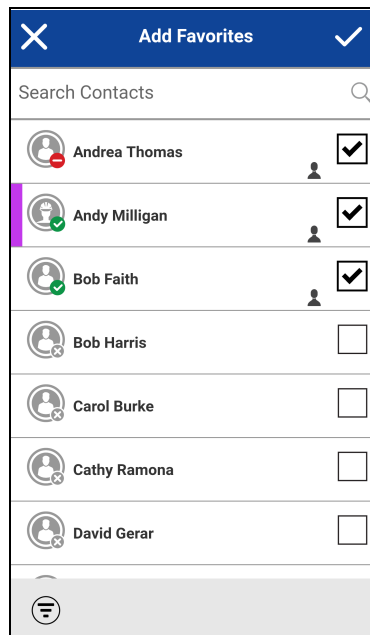 Add Favorites
Search Contacts
Andrea Thomas
Andy Milligan
Bob Faith
Bob Harris
Carol Burke
Cathy Ramona
David Gerar